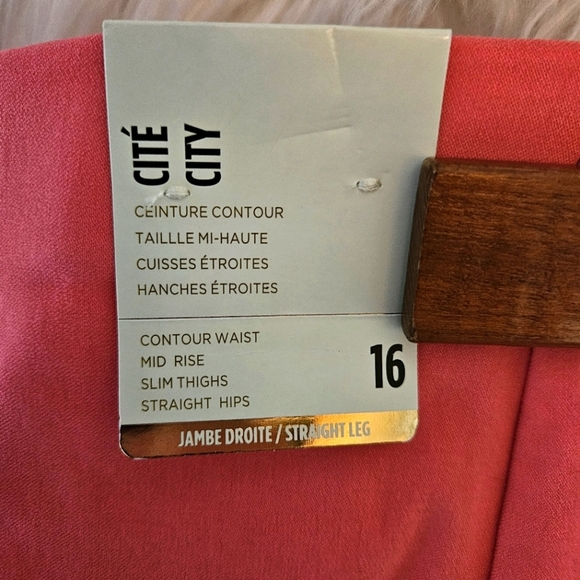 CITÉ
CITY
CEINTURE CONTOUR
TAILLLE MI-HAUTE
CUISSES ÉTROITES
HANCHES ÉTROITES
CONTOUR WAIST
MID RISE
SLIM THIGHS
STRAIGHT HIPS
16
JAMBE DROITE / STRAIGHT LEG